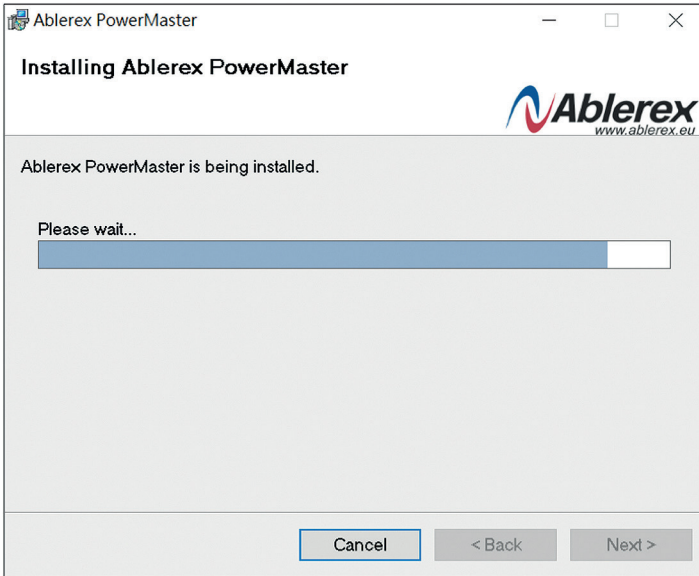 Ablerex PowerMaster
Installing Ablerex PowerMaster
Ablerex
www.ablerex.eu
Ablerex PowerMaster is being installed.
Please wait...
Cancel
< Back
Next >